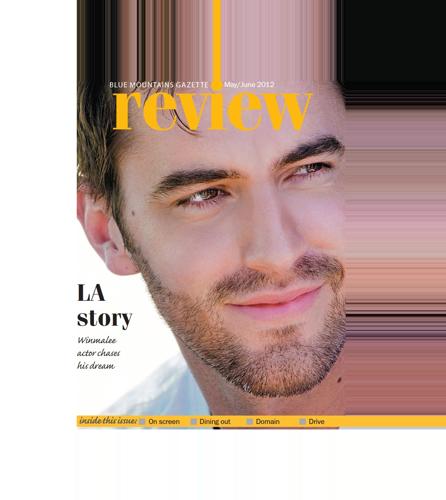 BLUE MOUNTAINS GAZETTE May/June 2012
review
LA
story
Winmalee
actor chases
his dream
inside this issue: On screen Dining out Domain Drive